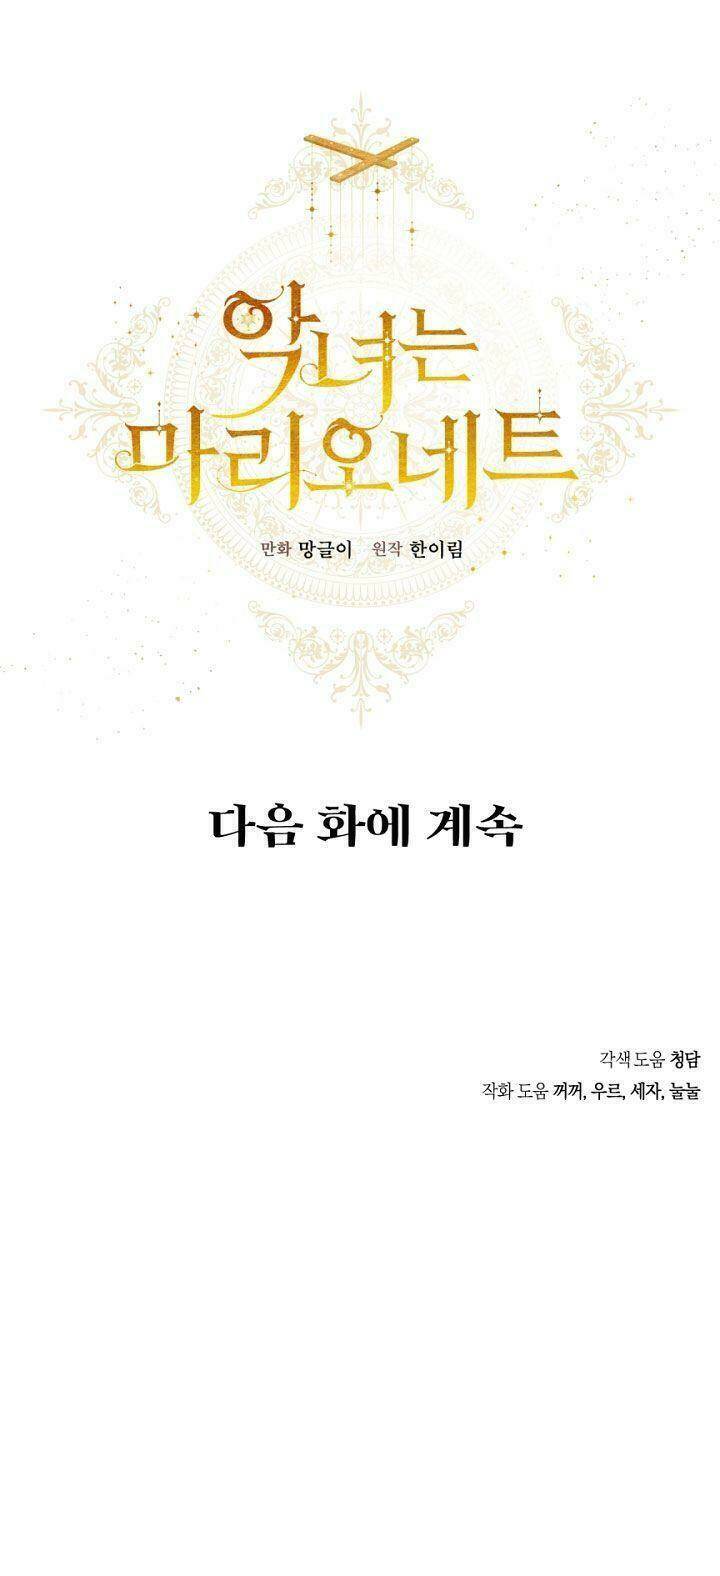 악녀는
마리오네트
만화 망글이 원작 한이림
다음 화에 계속
각색 도움 청담
작화 도움 꺼꺼, 우르, 세자, 눌눌